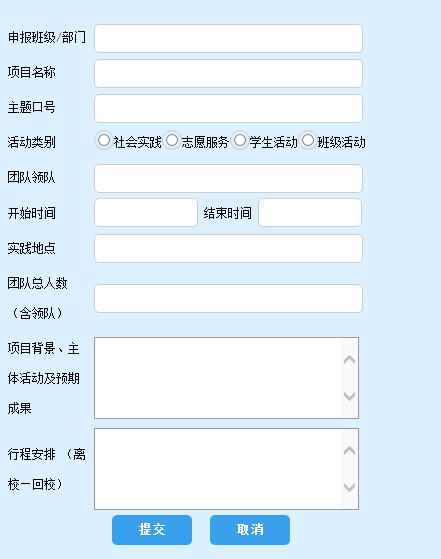 申报班级/部门
项目名称
主题口号
活动类别 社会实践 志愿服务 学生活动 班级活动
团队领队
开始时间 结束时间
实践地点
团队总人数
（含领队）
项目背景、主
体活动及预期
成果
行程安排 （离
校—回校）
提交 取消